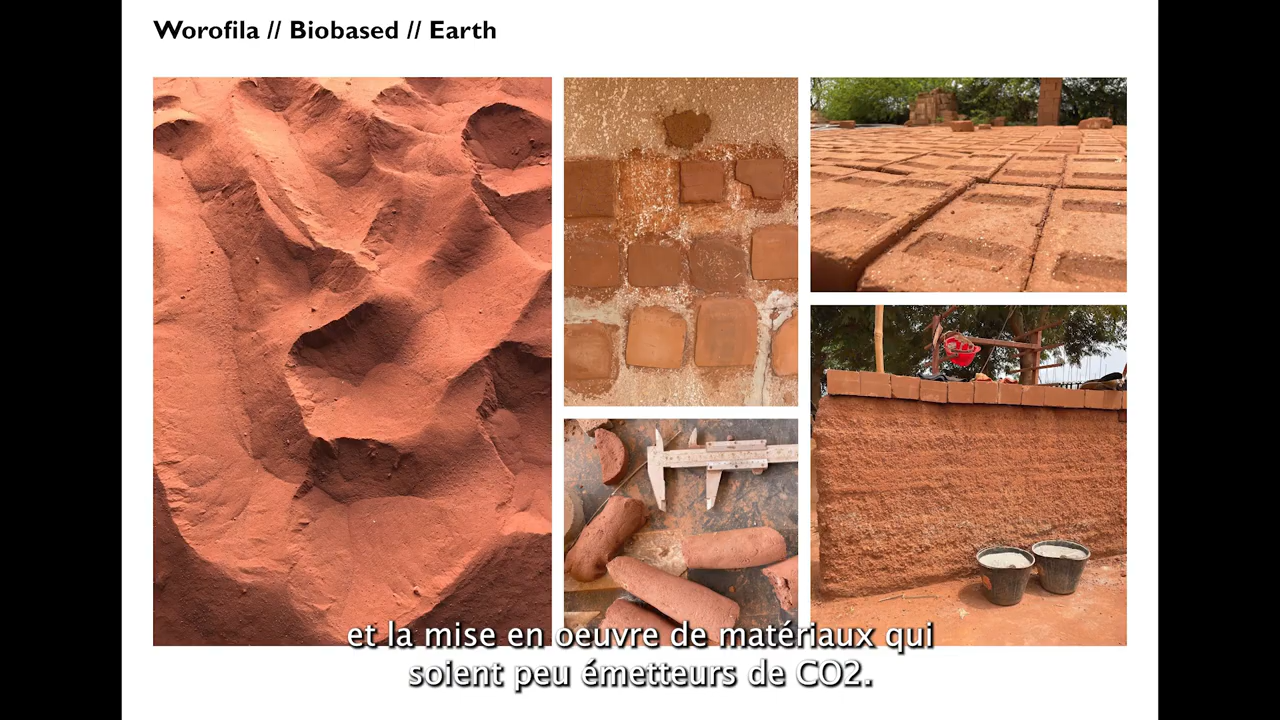 Worofila // Biobased // Earth
et la mise en oeuvre de matériaux qui
soient peu émetteurs de CO2.